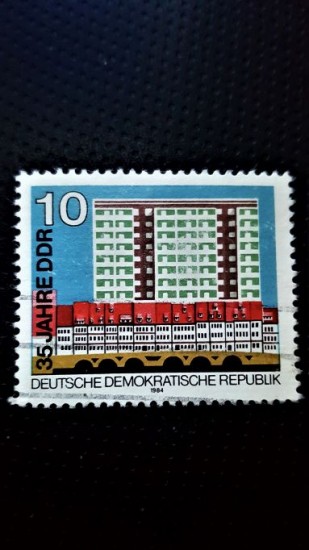 10
35 JAHRE DDR
DEUTSCHE DEMOKRATISCHE REPUBLIK
1984